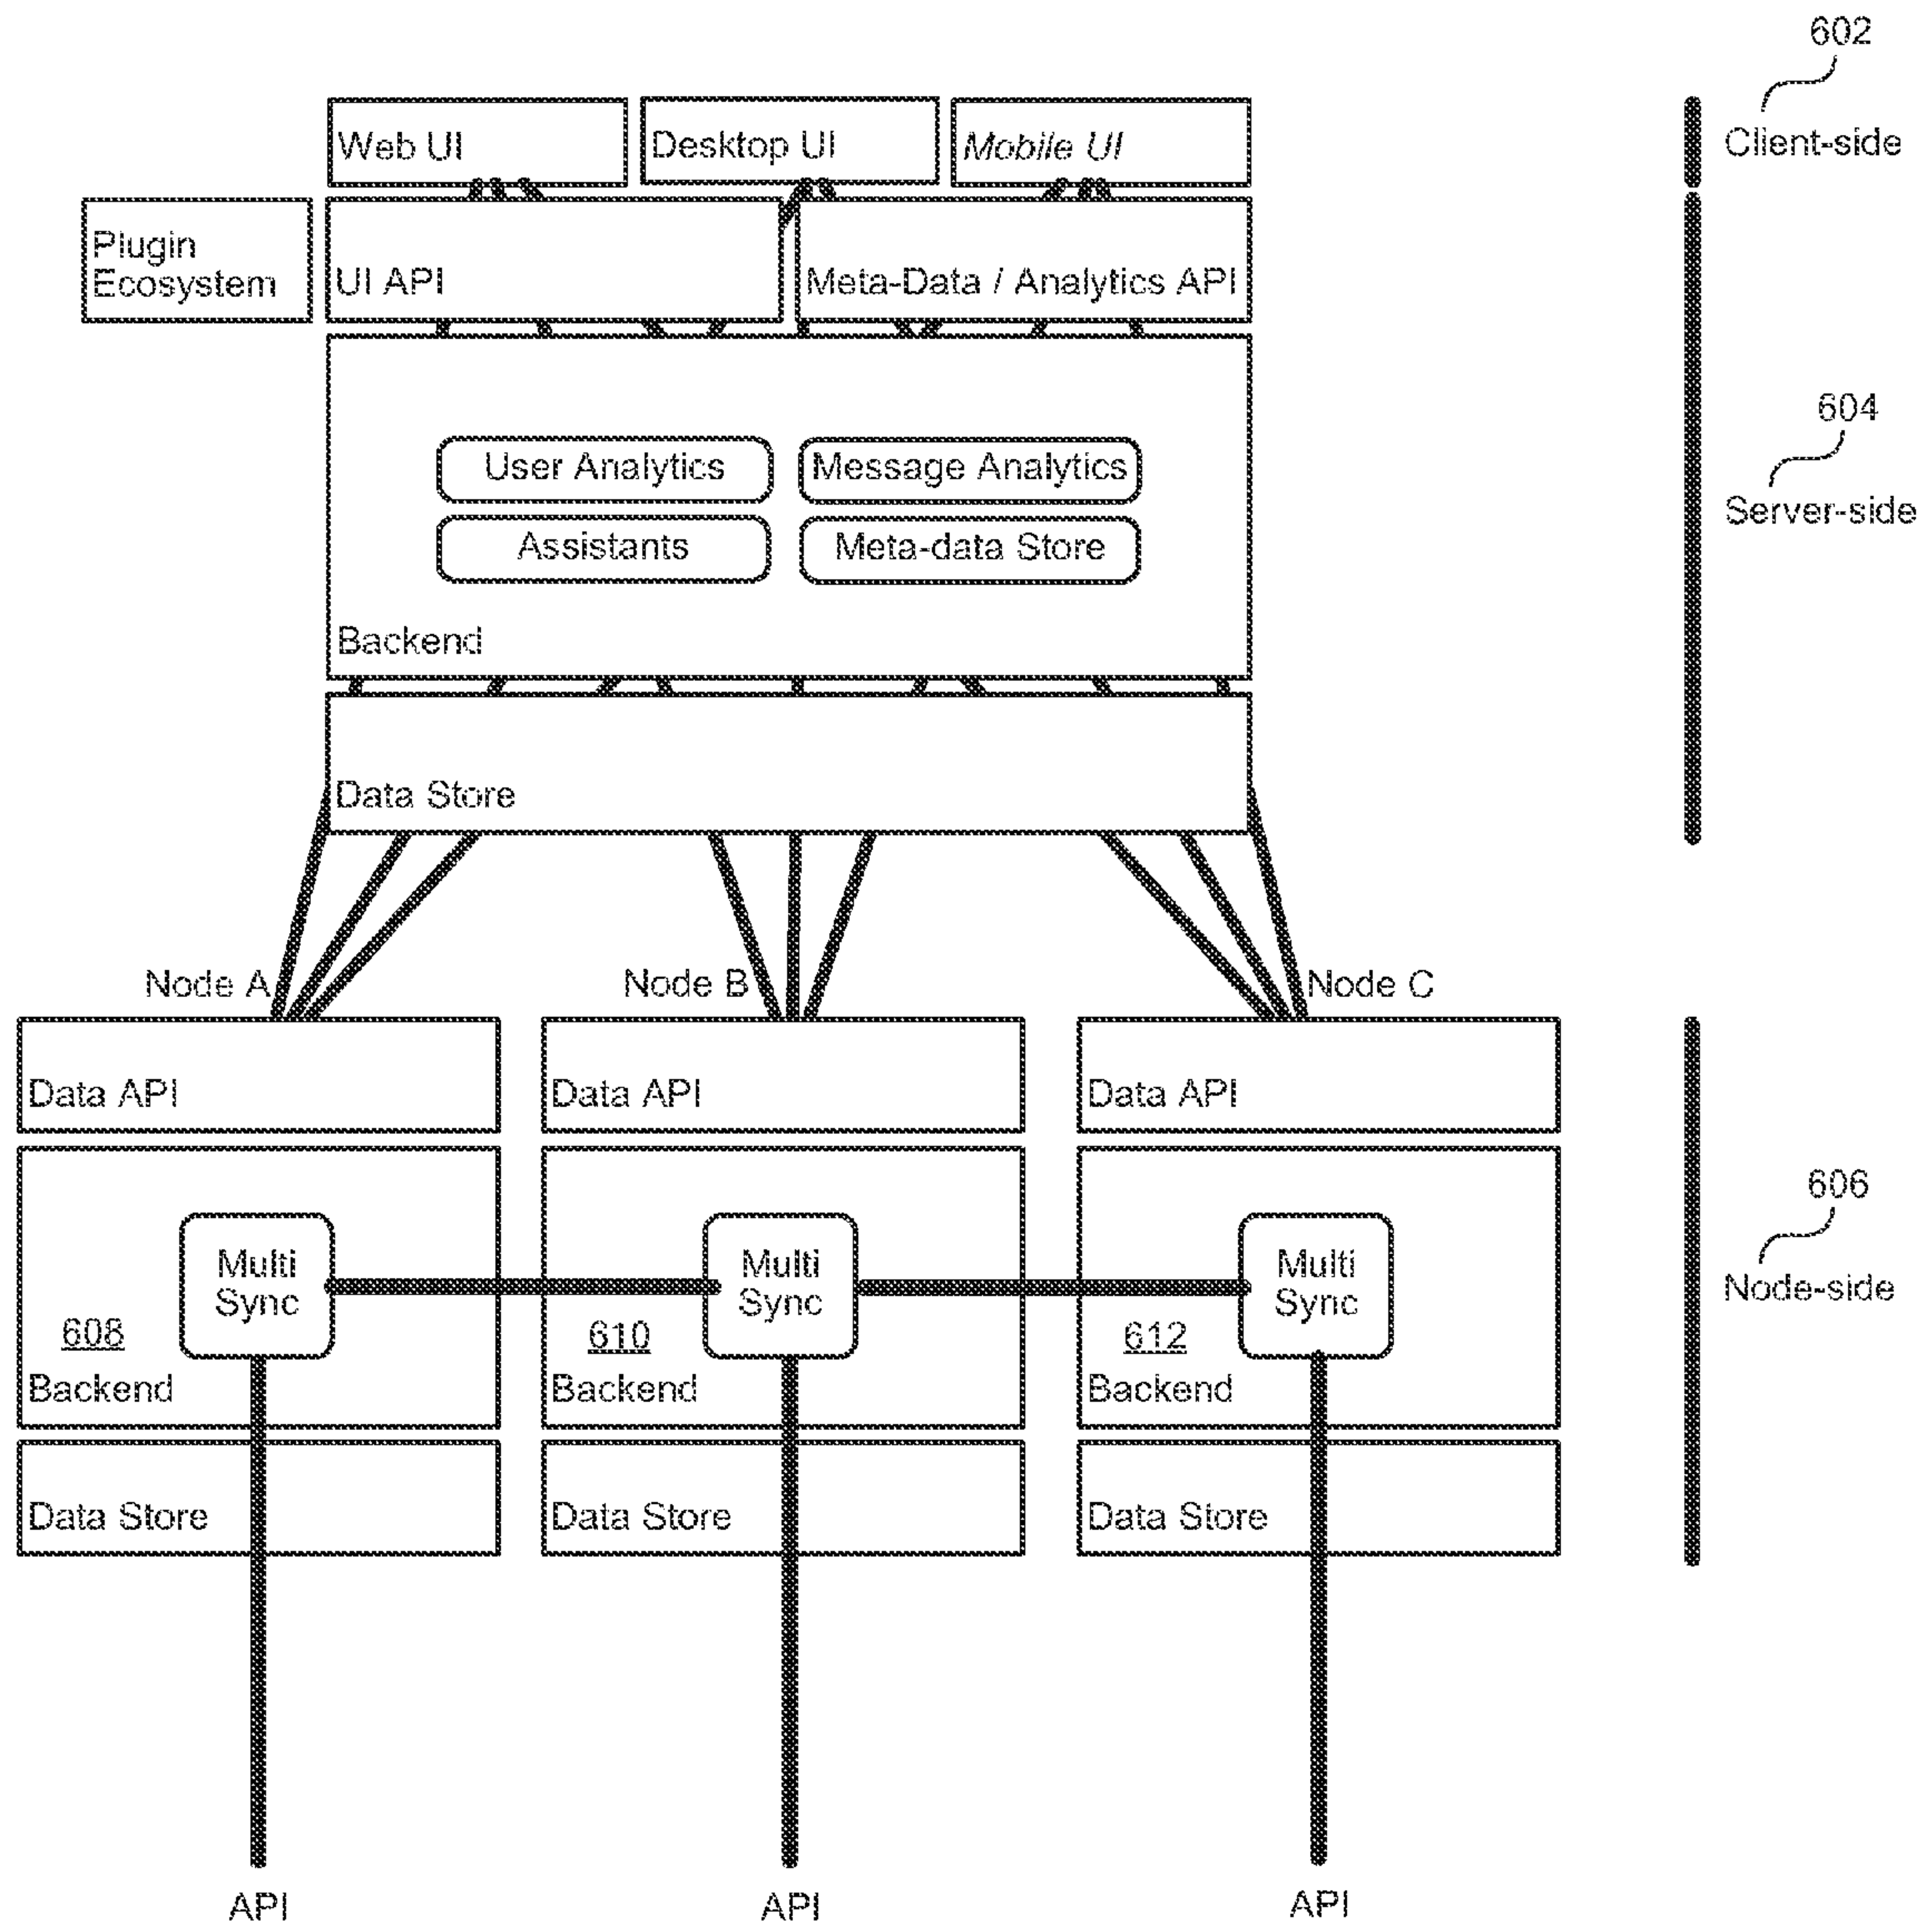 602
Client-side
Web UI
Desktop UI
Mobile UI
Plugin
Ecosystem
UI API
Meta-Data / Analytics API
604
Server-side
User Analytics
Message Analytics
Assistants
Meta-data Store
Backend
Data Store
Node A
Node B
Node C
Data API
Data API
Data API
606
Node-side
Multi
Sync
Multi
Sync
Multi
Sync
608
610
612
Backend
Backend
Backend
Data Store
Data Store
Data Store
API
API
API